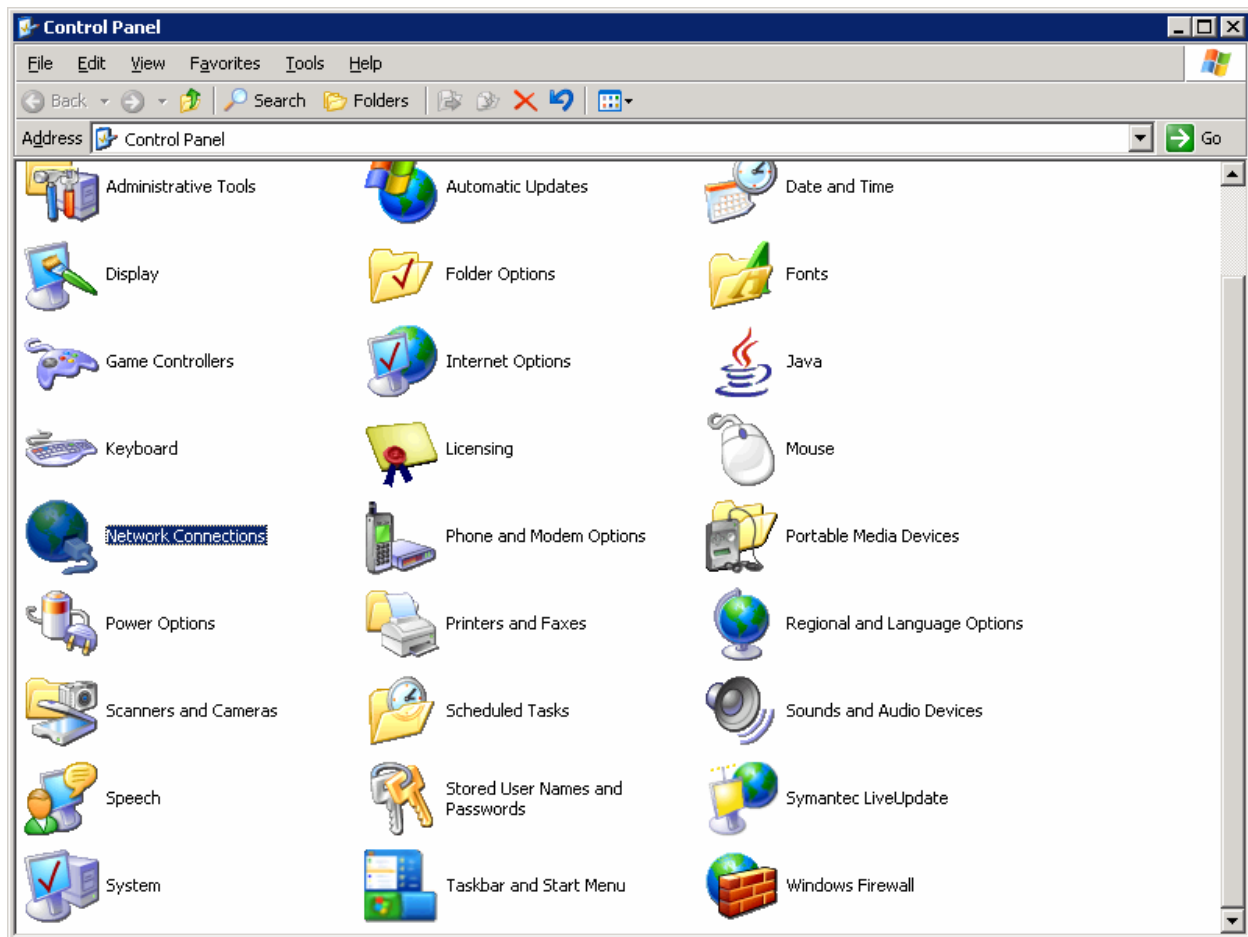 Control Panel
File Edit View Favorites Tools Help
Back Search Folders
Address Control Panel Go
Administrative Tools Automatic Updates Date and Time
Display Folder Options Fonts
Game Controllers Internet Options Java
Keyboard Licensing Mouse
Network Connections Phone and Modem Options Portable Media Devices
Power Options Printers and Faxes Regional and Language Options
Scanners and Cameras Scheduled Tasks Sounds and Audio Devices
Speech Stored User Names and Symantec LiveUpdate
Passwords
System Taskbar and Start Menu Windows Firewall